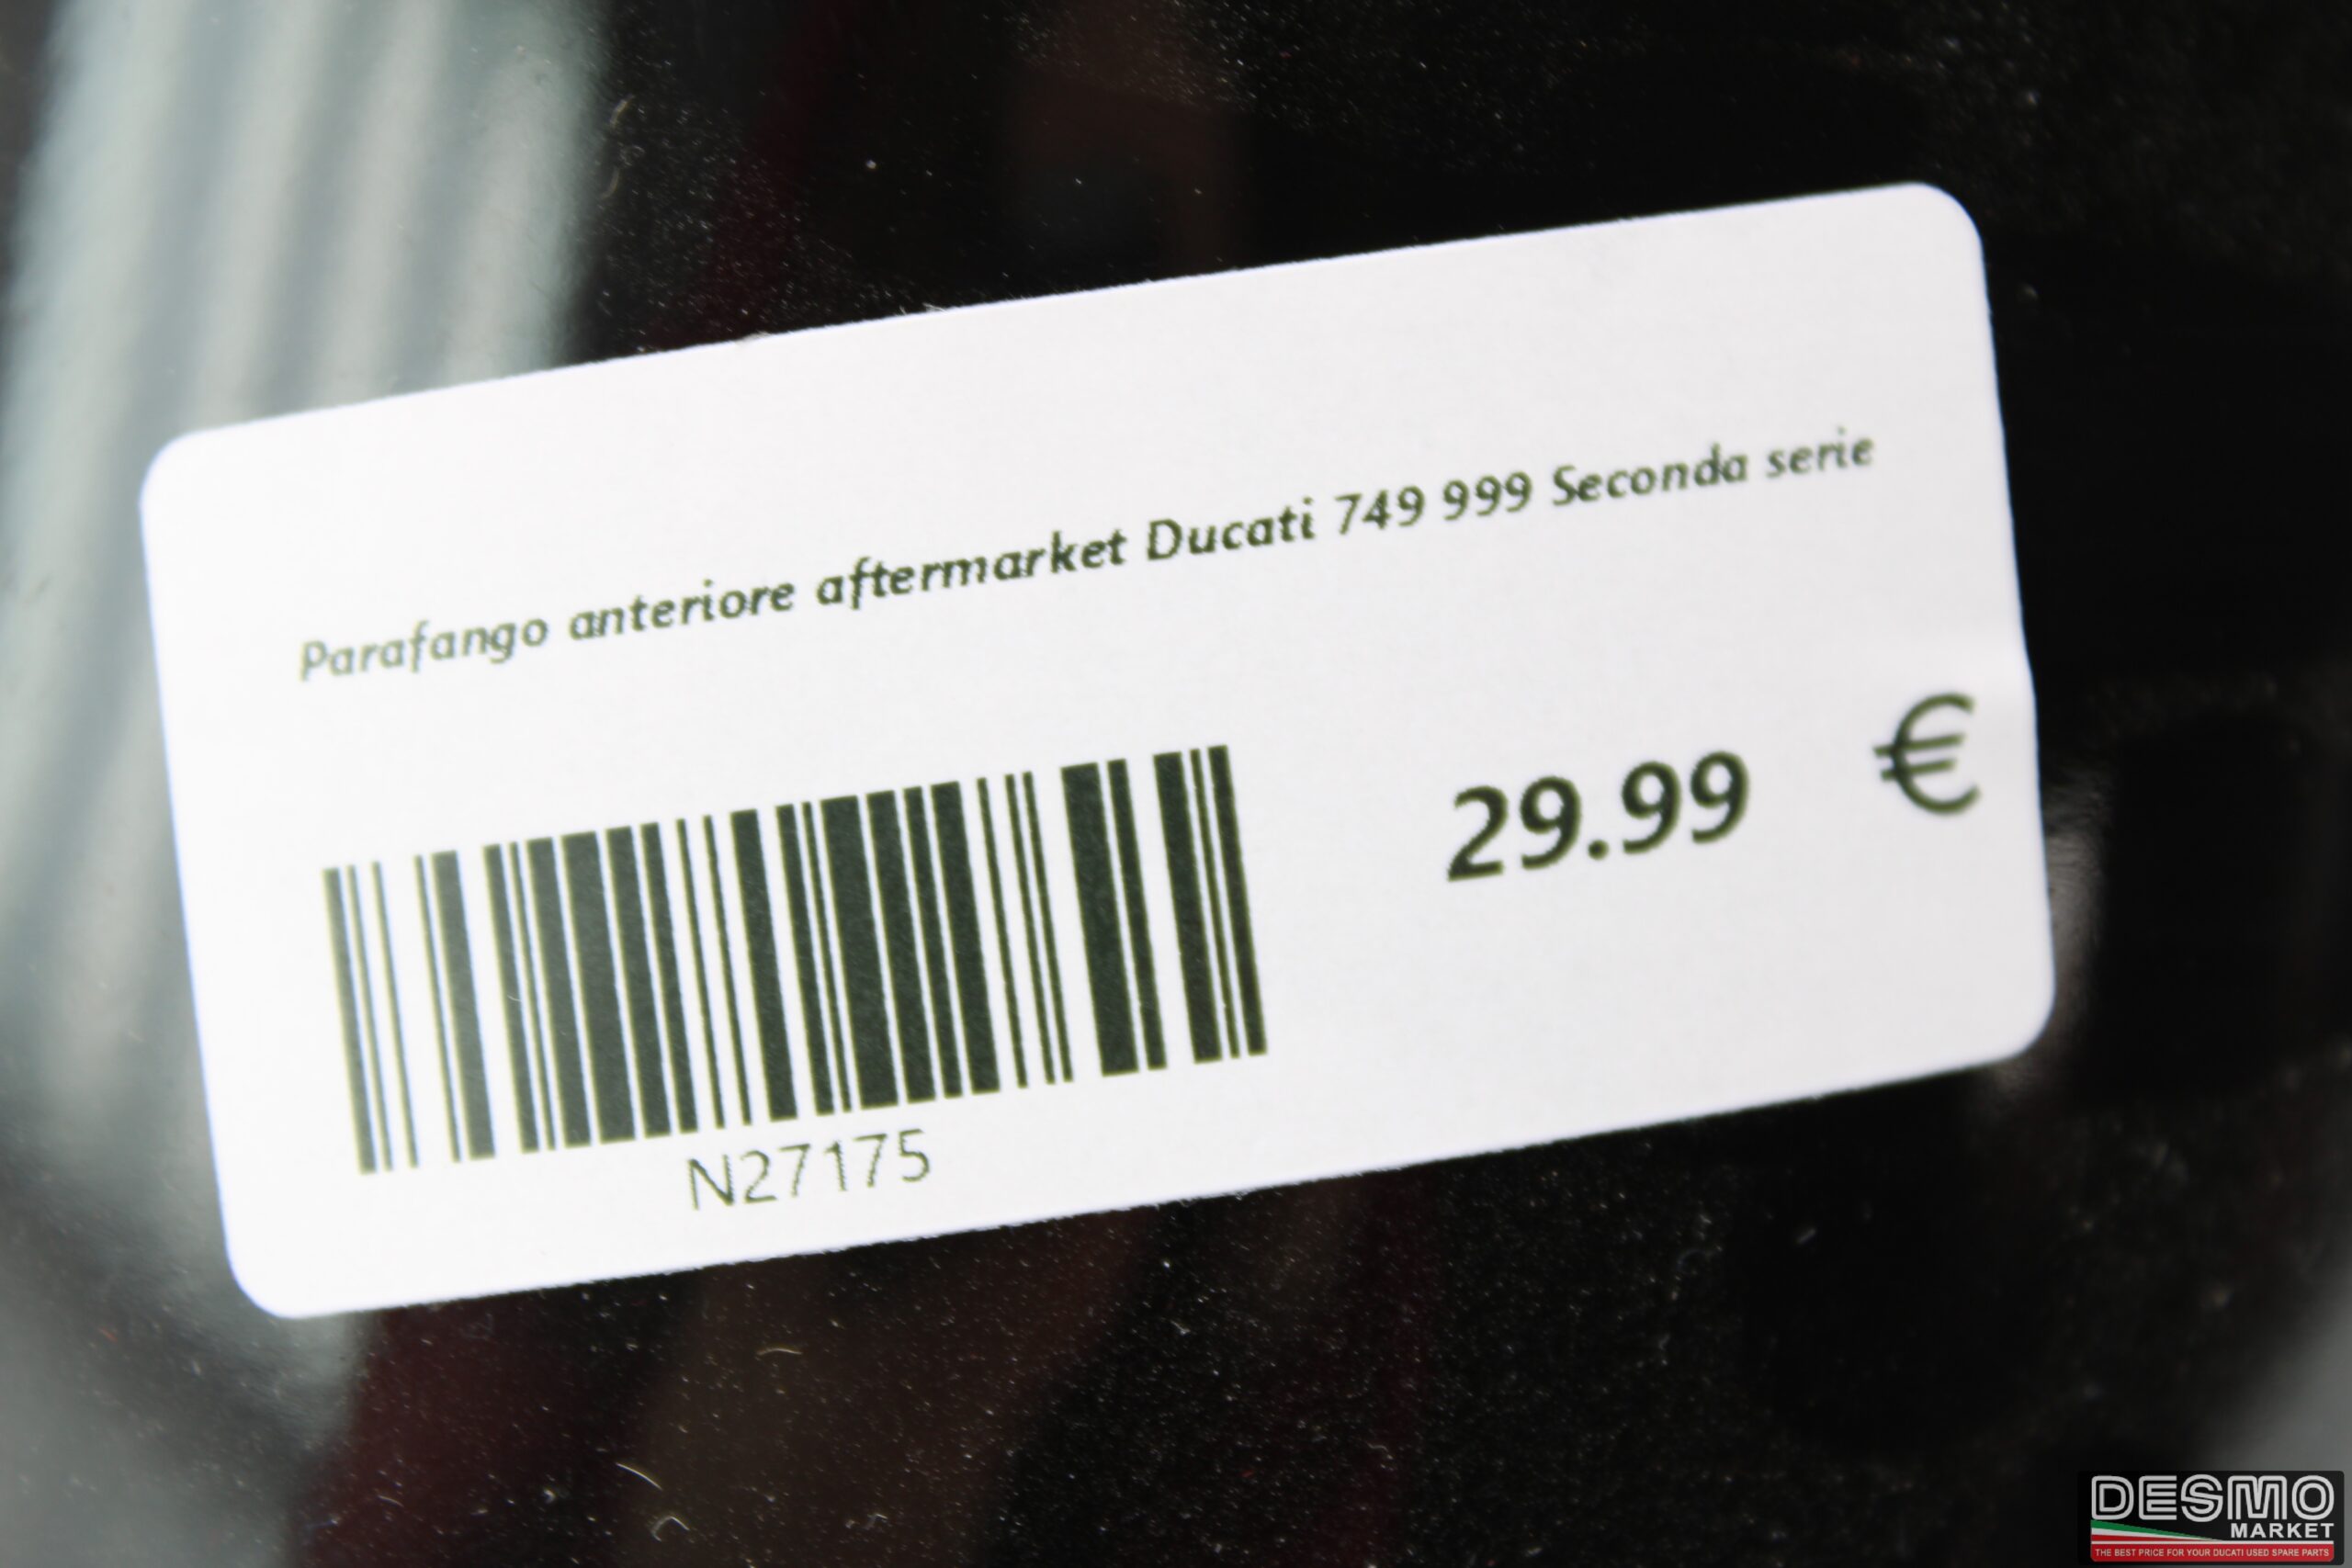 Parafango anteriore aftermarket Ducati 749 999 Seconda serie
29.99 €
N27175
DESMO
MARKET
THE BEST PRICE FOR YOUR DUCATI USED SPARE PARTS